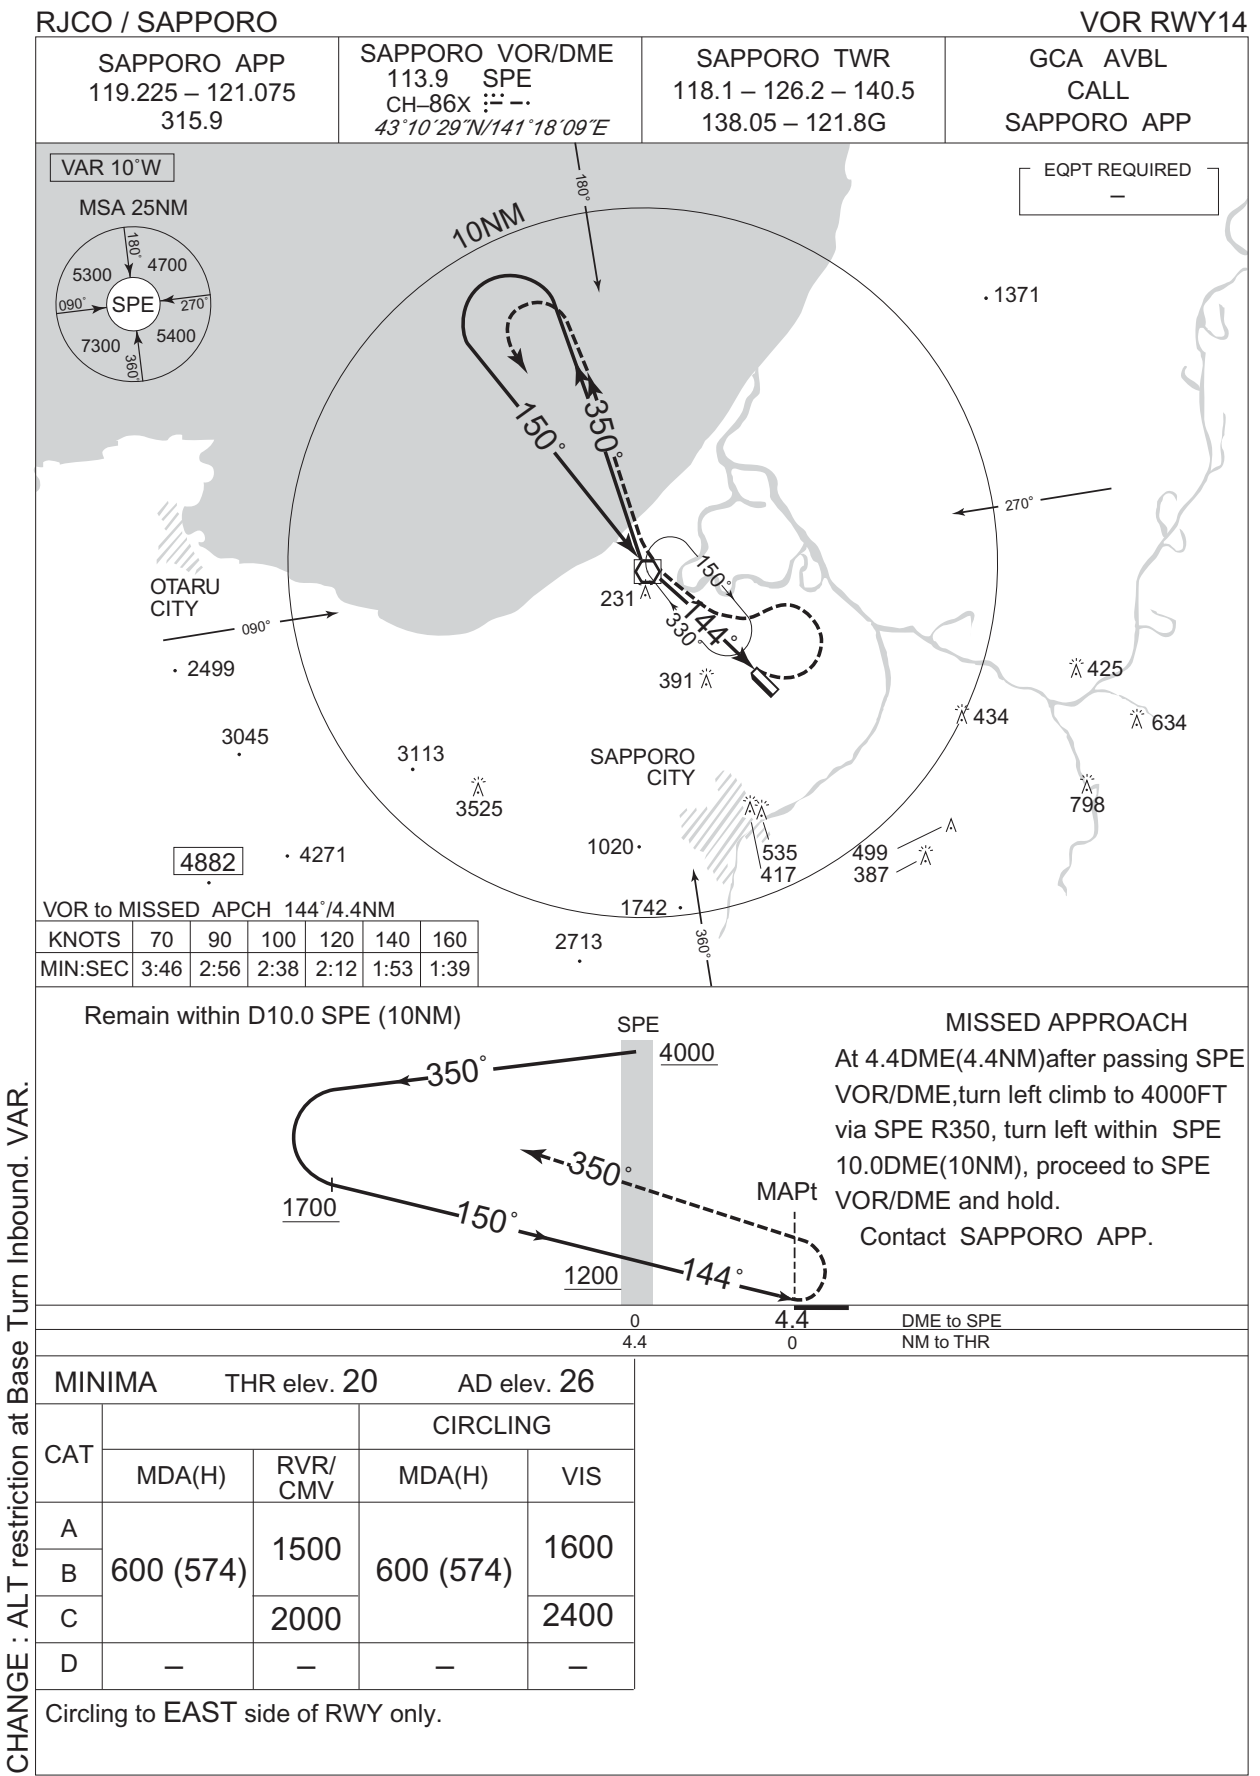 RJCO / SAPPORO
VOR RWY14
SAPPORO APP
119.225 – 121.075
315.9
SAPPORO VOR/DME
113.9 SPE
CH–86X
43˚10´29˝N/141˚18´09˝E
SAPPORO TWR
118.1 – 126.2 – 140.5
138.05 – 121.8G
GCA AVBL
CALL
SAPPORO APP
VAR 10˚W
MSA 25NM
180˚
5300
4700
090˚
SPE
270˚
7300
5400
360˚
EQPT REQUIRED
–
180˚
10NM
1371
150˚
350˚
270˚
OTARU
CITY
090˚
231
150˚
330˚
144˚
2499
391
425
434
634
3045
3113
3525
SAPPORO
CITY
798
4882
4271
1020
535
417
499
387
1742
360˚
2713
VOR to MISSED APCH 144˚/4.4NM
KNOTS 70 90 100 120 140 160
MIN:SEC 3:46 2:56 2:38 2:12 1:53 1:39
Remain within D10.0 SPE (10NM)
SPE
4000
350˚
350˚
1700
150˚
1200
144˚
MAPt
MISSED APPROACH
At 4.4DME(4.4NM)after passing SPE
VOR/DME,turn left climb to 4000FT
via SPE R350, turn left within SPE
10.0DME(10NM), proceed to SPE
VOR/DME and hold.
Contact SAPPORO APP.
0 4.4 DME to SPE
4.4 0 NM to THR
MINIMA THR elev. 20 AD elev. 26
CIRCLING
CAT
MDA(H)
RVR/
CMV
MDA(H)
VIS
A
B
C
600 (574)
1500
2000
600 (574)
1600
2400
D – – – –
Circling to EAST side of RWY only.
CHANGE : ALT restriction at Base Turn Inbound. VAR.